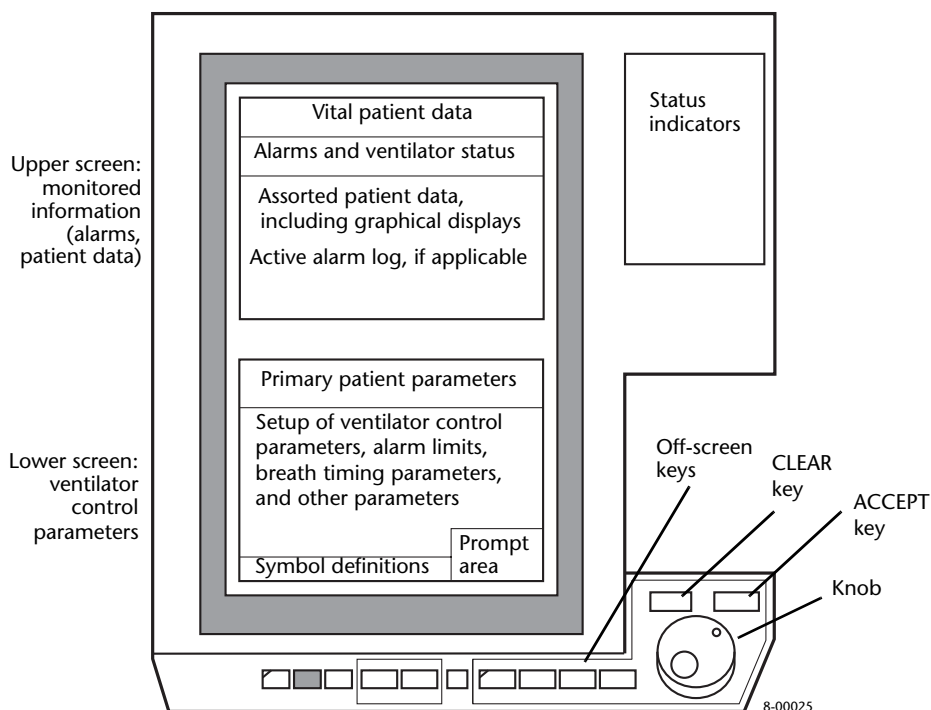 Upper screen:
monitored
information
(alarms,
patient data)
Vital patient data
Alarms and ventilator status
Assorted patient data,
including graphical displays
Active alarm log, if applicable
Status
indicators
Lower screen:
ventilator
control
parameters
Primary patient parameters
Setup of ventilator control
parameters, alarm limits,
breath timing parameters,
and other parameters
Prompt
area
Symbol definitions
Off-screen
keys
CLEAR
key
ACCEPT
key
Knob
8-00025